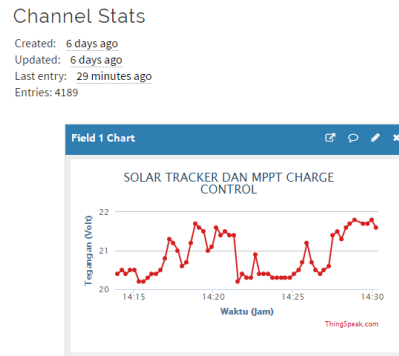 Channel Stats
Created: 6 days ago
Updated: 6 days ago
Last entry: 29 minutes ago
Entries: 4189
Field 1 Chart
SOLAR TRACKER DAN MPPT CHARGE
CONTROL
Tegangan (Volt)
22
21
20
14:15 14:20 14:25 14:30
Waktu (Jam)
ThingSpeak.com